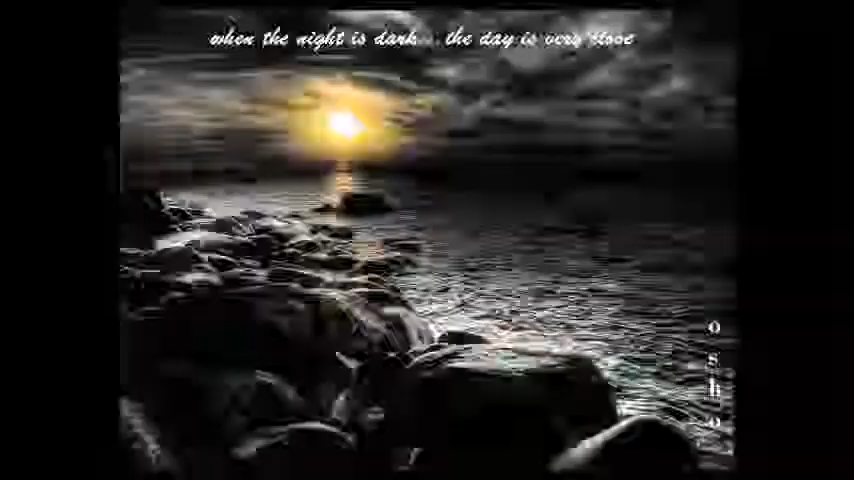 when the night is dark... the day is very close
osho